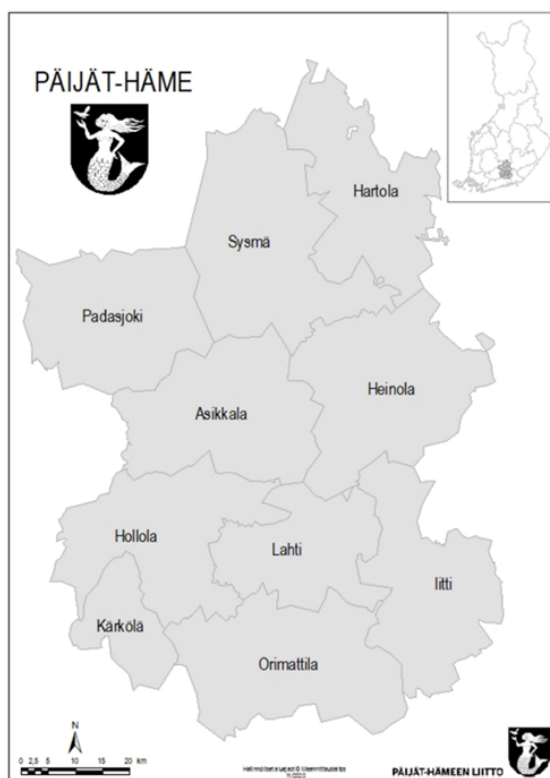 PÄIJÄT-HÄME
Hartola
Sysmä
Padasjoki
Heinola
Asikkala
Hollola
Lahti
Iitti
Kärkölä
Orimattila
N
0 2,5 5 10 15 20 km
PÄIJÄT-HÄMEEN LIITTO